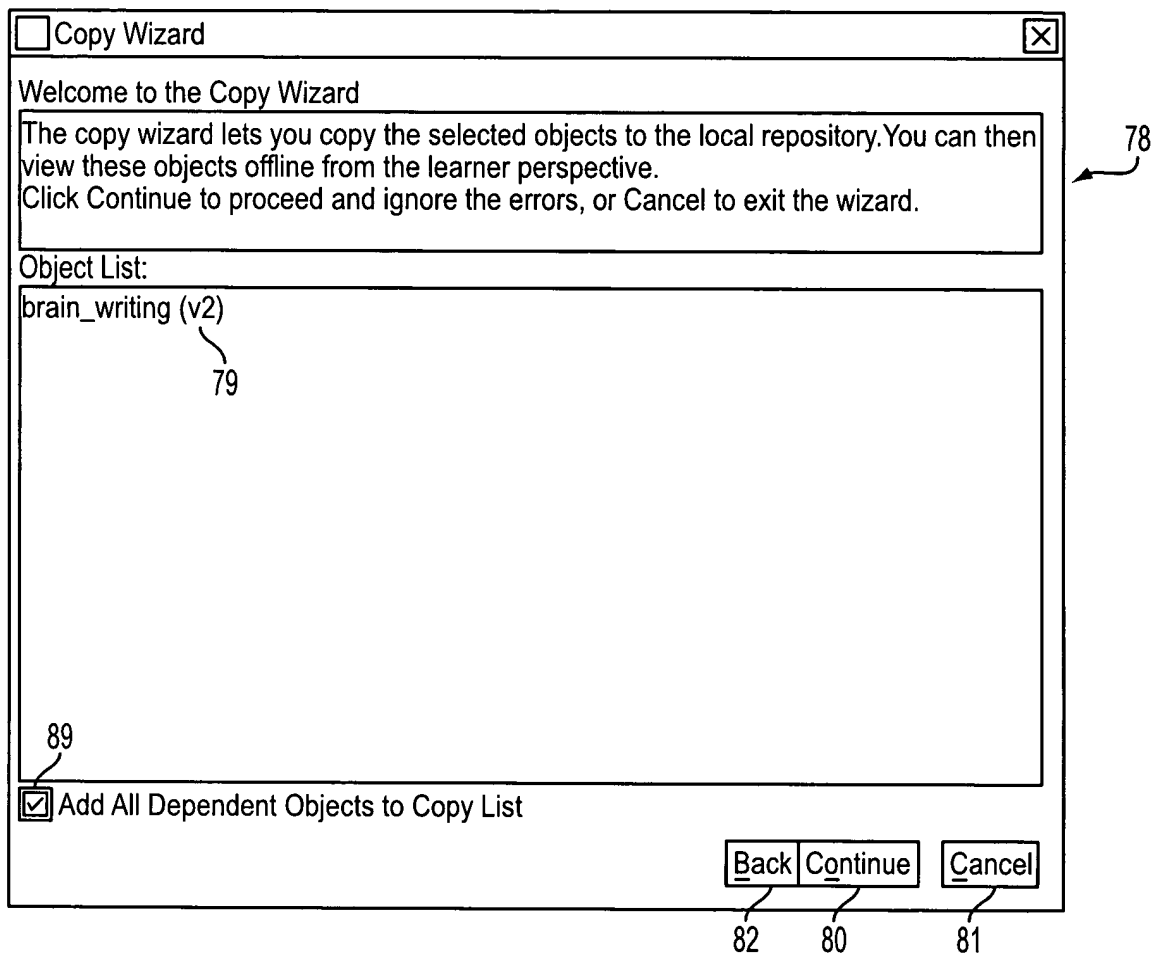 Copy Wizard
Welcome to the Copy Wizard
The copy wizard lets you copy the selected objects to the local repository.You can then
view these objects offline from the learner perspective.
Click Continue to proceed and ignore the errors, or Cancel to exit the wizard.
78
Object List:
brain_writing (v2)
79
89
Add All Dependent Objects to Copy List
Back Continue Cancel
82 80 81